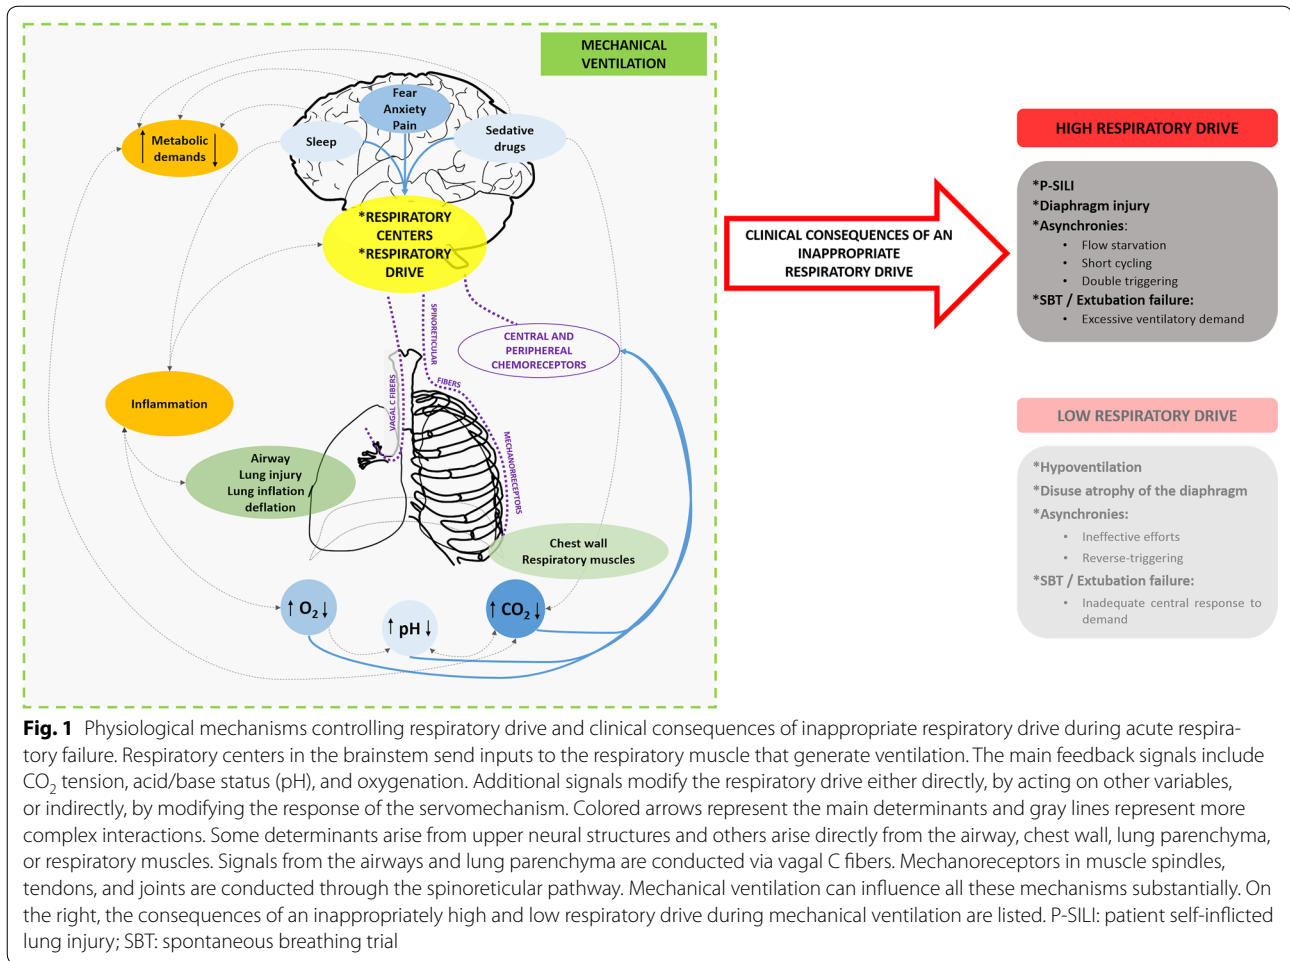 MECHANICAL
VENTILATION
Fear
Anxiety
Pain
Sleep
Sedative
drugs
↑ Metabolic ↓
demands
*RESPIRATORY
CENTERS
*RESPIRATORY
DRIVE
SPINORETICULAR
FIBERS
MECHANORRECEPTORS
VAGAL C FIBERS
CENTRAL AND
PERIPHEREAL
CHEMORECEPTORS
Inflammation
Airway
Lung injury
Lung inflation /
deflation
Chest wall
Respiratory muscles
↑ O2 ↓
↑ pH ↓
↑ CO2 ↓
CLINICAL CONSEQUENCES OF AN
INAPPROPRIATE
RESPIRATORY DRIVE
HIGH RESPIRATORY DRIVE
*P-SILI
*Diaphragm injury
*Asynchronies:
• Flow starvation
• Short cycling
• Double triggering
*SBT / Extubation failure:
• Excessive ventilatory demand
LOW RESPIRATORY DRIVE
*Hypoventilation
*Disuse atrophy of the diaphragm
*Asynchronies:
• Ineffective efforts
• Reverse-triggering
*SBT / Extubation failure:
• Inadequate central response to
demand
Fig. 1 Physiological mechanisms controlling respiratory drive and clinical consequences of inappropriate respiratory drive during acute respira-
tory failure. Respiratory centers in the brainstem send inputs to the respiratory muscle that generate ventilation. The main feedback signals include
CO2 tension, acid/base status (pH), and oxygenation. Additional signals modify the respiratory drive either directly, by acting on other variables,
or indirectly, by modifying the response of the servomechanism. Colored arrows represent the main determinants and gray lines represent more
complex interactions. Some determinants arise from upper neural structures and others arise directly from the airway, chest wall, lung parenchyma,
or respiratory muscles. Signals from the airways and lung parenchyma are conducted via vagal C fibers. Mechanoreceptors in muscle spindles,
tendons, and joints are conducted through the spinoreticular pathway. Mechanical ventilation can influence all these mechanisms substantially. On
the right, the consequences of an inappropriately high and low respiratory drive during mechanical ventilation are listed. P-SILI: patient self-inflicted
lung injury; SBT: spontaneous breathing trial